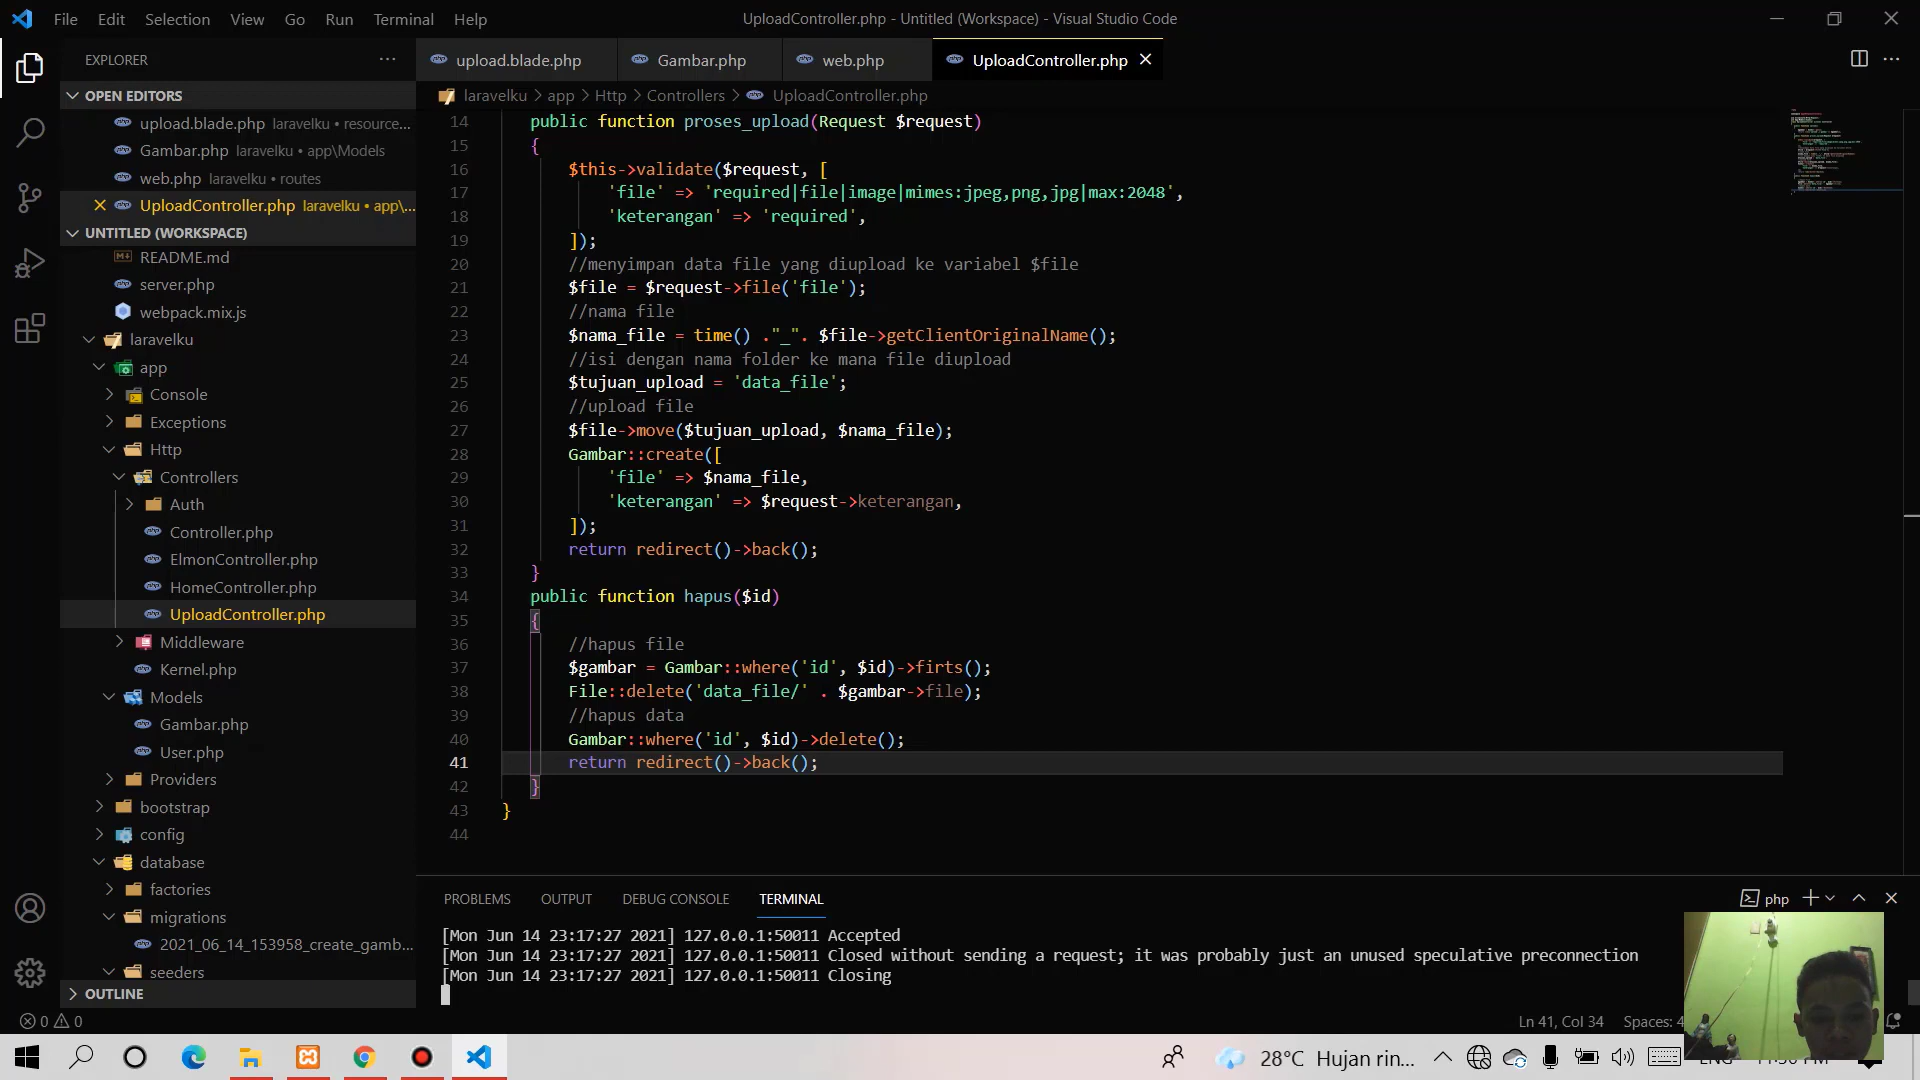 File Edit Selection View Go Run Terminal Help
UploadController.php - Untitled (Workspace) - Visual Studio Code
EXPLORER
OPEN EDITORS
upload.blade.php laravelku • resource...
Gambar.php laravelku • app\Models
web.php laravelku • routes
UploadController.php laravelku • app\...
UNTITLED (WORKSPACE)
README.md
server.php
webpack.mix.js
laravelku
app
Console
Exceptions
Http
Controllers
Auth
Controller.php
ElmonController.php
HomeController.php
UploadController.php
Middleware
Kernel.php
Models
Gambar.php
User.php
Providers
bootstrap
config
database
factories
migrations
2021_06_14_153958_create_gamb...
seeders
OUTLINE
upload.blade.php Gambar.php web.php UploadController.php
laravelku > app > Http > Controllers > UploadController.php
14 public function proses_upload(Request $request)
15 {
16 $this->validate($request, [
17 'file' => 'required|file|image|mimes:jpeg,png,jpg|max:2048',
18 'keterangan' => 'required',
19 ]);
20 //menyimpan data file yang diupload ke variabel $file
21 $file = $request->file('file');
22 //nama file
23 $nama_file = time() ."_". $file->getClientOriginalName();
24 //isi dengan nama folder ke mana file diupload
25 $tujuan_upload = 'data_file';
26 //upload file
27 $file->move($tujuan_upload, $nama_file);
28 Gambar::create([
29 'file' => $nama_file,
30 'keterangan' => $request->keterangan,
31 ]);
32 return redirect()->back();
33 }
34 public function hapus($id)
35 {
36 //hapus file
37 $gambar = Gambar::where('id', $id)->firts();
38 File::delete('data_file/' . $gambar->file);
39 //hapus data
40 Gambar::where('id', $id)->delete();
41 return redirect()->back();
42 }
43 }
44
PROBLEMS OUTPUT DEBUG CONSOLE TERMINAL
php
[Mon Jun 14 23:17:27 2021] 127.0.0.1:50011 Accepted
[Mon Jun 14 23:17:27 2021] 127.0.0.1:50011 Closed without sending a request; it was probably just an unused speculative preconnection
[Mon Jun 14 23:17:27 2021] 127.0.0.1:50011 Closing
0 0
Ln 41, Col 34 Spaces: 4
28°C Hujan rin...